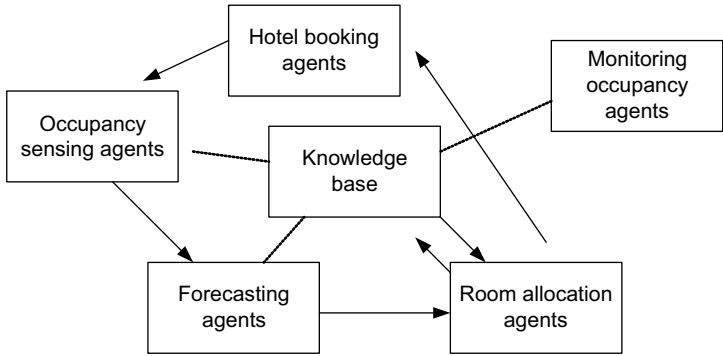 Hotel booking
agents
Monitoring
occupancy
agents
Occupancy
sensing agents
Knowledge
base
Forecasting
agents
Room allocation
agents